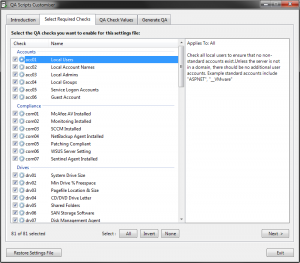 QA Scripts Customiser
Introduction
Select Required Checks
QA Check Values
Generate QA
Select the QA checks you want to enable for this settings file:
Check
Name
Accounts
acc01 Local Users
acc02 Local Account Names
acc03 Local Admins
acc04 Local Groups
acc05 Service Logon Accounts
acc06 Guest Account
Compliance
com01 McAfee AV Installed
com02 Monitoring Installed
com03 SCCM Installed
com04 NetBackup Agent Installed
com05 Patching Compliant
com06 WSUS Server Setting
com07 Sentinel Agent Installed
Drives
drv01 System Drive Size
drv02 Min Drive % Freespace
drv03 Pagefile Location & Size
drv04 CD/DVD Drive Letter
drv05 Shared Folders
drv06 SAN Storage Software
Applies To: All
Check all local users to ensure that no non-
standard accounts exist.Unless the server is not
in a domain, there should be no additional user
accounts. Example standard accounts include
"ASPNET", "__VMware"
81 of 81 selected
Select :
All
Invert
None
Next >
Restore Settings File
Exit